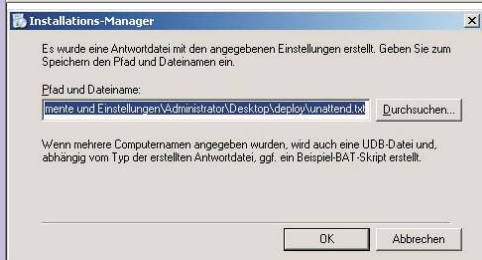 Installations-Manager
Es wurde eine Antwortdatei mit den angegebenen Einstellungen erstellt. Geben Sie zum
Speichern den Pfad und Dateinamen ein.
Pfad und Dateiname:
mente und Einstellungen\Administrator\Desktop\deploy\unattend.txt
Durchsuchen...
Wenn mehrere Computernamen angegeben wurden, wird auch eine UDB-Datei und,
abhängig vom Typ der erstellten Antwortdatei, ggf. ein Beispiel-BAT-Skript erstellt.
OK
Abbrechen